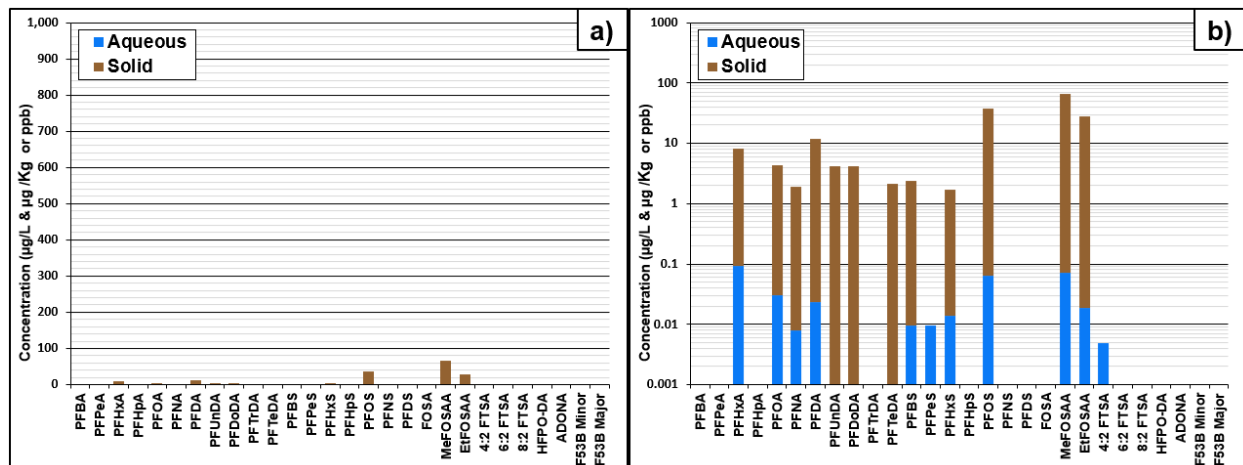 a)
Aqueous
Solid
Concentration (µg/L & µg /Kg or ppb)
1,000
900
800
700
600
500
400
300
200
100
0
PFBA
PFPeA
PFHxA
PFHpA
PFOA
PFNA
PFDA
PFUnDA
PFDoDA
PFTrDA
PFTeDA
PFBS
PFPeS
PFHxS
PFHpS
PFOS
PFNS
PFDS
FOSA
MeFOSAA
EtFOSAA
4:2 FTSA
6:2 FTSA
8:2 FTSA
HFPO-DA
ADONA
F53B Minor
F53B Major
b)
Aqueous
Solid
Concentration (µg/L & µg /Kg or ppb)
1000
100
10
1
0.1
0.01
0.001
PFBA
PFPeA
PFHxA
PFHpA
PFOA
PFNA
PFDA
PFUnDA
PFDoDA
PFTrDA
PFTeDA
PFBS
PFPeS
PFHxS
PFHpS
PFOS
PFNS
PFDS
FOSA
MeFOSAA
EtFOSAA
4:2 FTSA
6:2 FTSA
8:2 FTSA
HFPO-DA
ADONA
F53B Minor
F53B Major